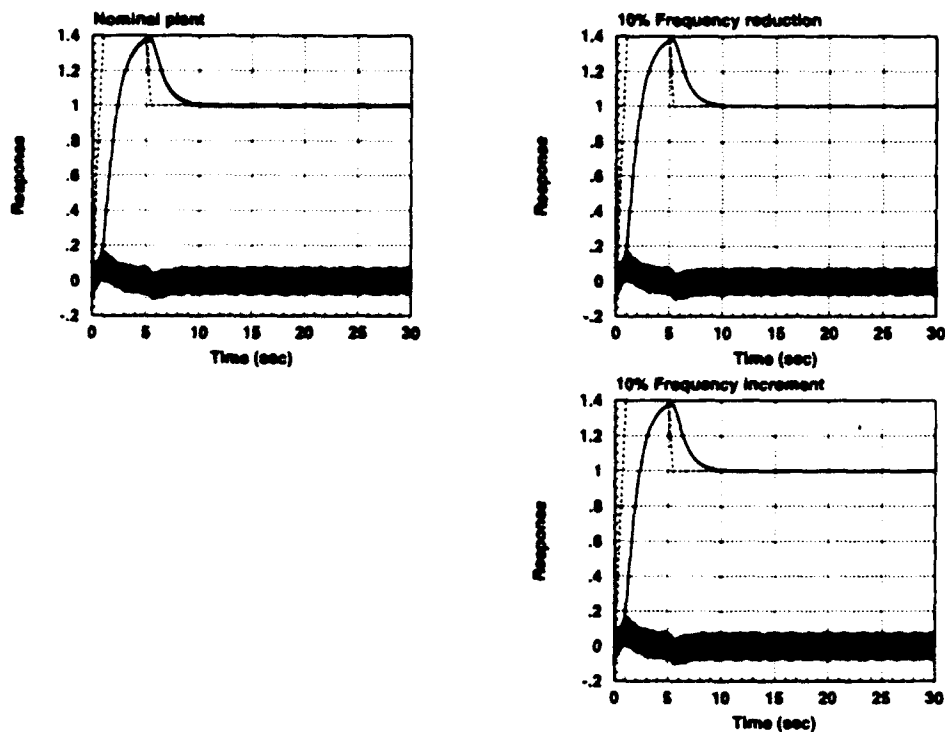 Nominal plant
1.4
1.2
1
.8
.6
.4
.2
0
-.2
Response
0 5 10 15 20 25 30
Time (sec)
10% Frequency reduction
1.4
1.2
1
.8
.6
.4
.2
0
-.2
Response
0 5 10 15 20 25 30
Time (sec)
10% Frequency increment
1.4
1.2
1
.8
.6
.4
.2
0
-.2
Response
0 5 10 15 20 25 30
Time (sec)